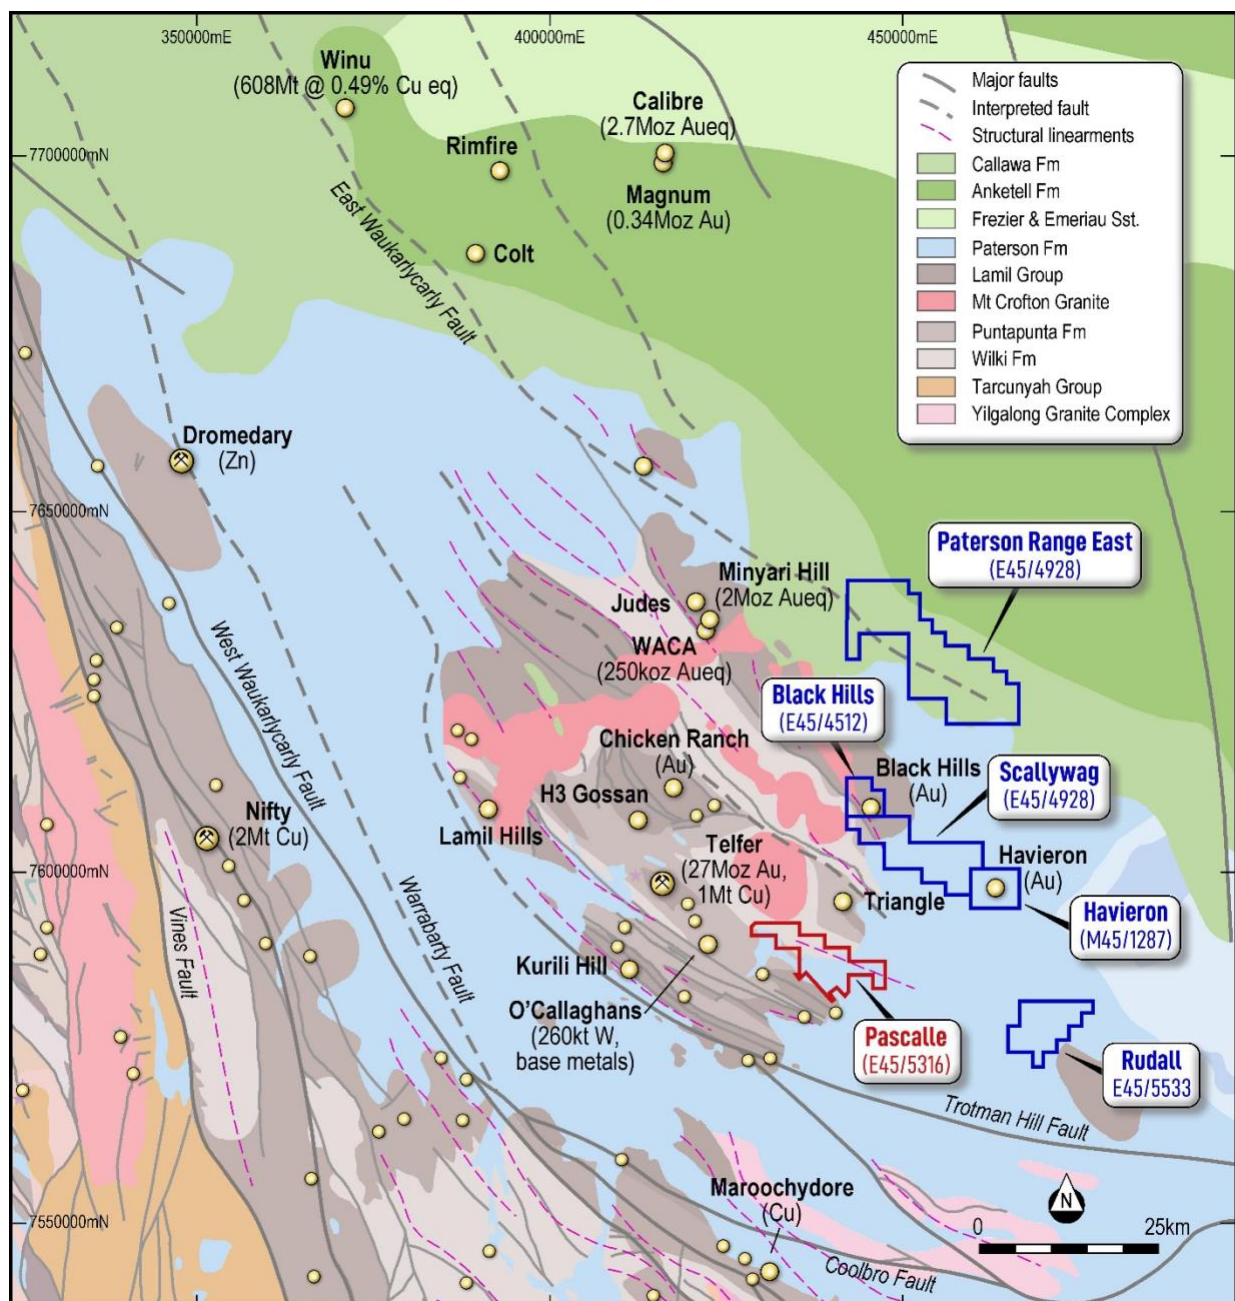 350000mE
400000mE
450000mE
Winu
(608Mt @ 0.49% Cu eq)
Calibre
(2.7Moz Aueq)
Rimfire
Magnum
(0.34Moz Au)
Colt
7700000mN
East Waukarlycarly Fault
Major faults
Interpreted fault
Structural linearments
Callawa Fm
Anketell Fm
Frezier & Emeriau Sst.
Paterson Fm
Lamil Group
Mt Crofton Granite
Puntapunta Fm
Wilki Fm
Tarcunyah Group
Yilgalong Granite Complex
Dromedary
(Zn)
7650000mN
Paterson Range East
(E45/4928)
Minyari Hill
(2Moz Aueq)
Judes
WACA
(250koz Aueq)
West Waukarlycarly Fault
Black Hills
(E45/4512)
Chicken Ranch
(Au)
Black Hills
(Au)
Scallywag
(E45/4928)
H3 Gossan
Lamil Hills
Nifty
(2Mt Cu)
Telfer
(27Moz Au,
1Mt Cu)
Havieron
(Au)
7600000mN
Triangle
Havieron
(M45/1287)
Warrabarty Fault
Vines Fault
Kurili Hill
O'Callaghans
(260kt W,
base metals)
Pascalle
(E45/5316)
Rudall
E45/5533
Trotman Hill Fault
Maroochydore
(Cu)
7550000mN
N
0
25km
Coolbro Fault